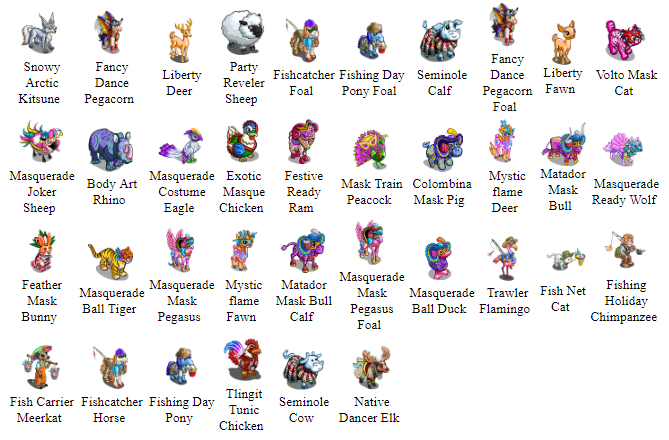 Snowy
Arctic
Kitsune
Fancy
Dance
Pegacorn
Liberty
Deer
Party
Reveler
Sheep
Fishcatcher
Foal
Fishing Day
Pony Foal
Seminole
Calf
Fancy
Dance
Pegacorn
Foal
Liberty
Fawn
Volto Mask
Cat
Masquerade
Joker
Sheep
Body Art
Rhino
Masquerade
Costume
Eagle
Exotic
Masque
Chicken
Festive
Ready
Ram
Mask Train
Peacock
Colombina
Mask Pig
Mystic
flame
Deer
Matador
Mask
Bull
Masquerade
Ready Wolf
Feather
Mask
Bunny
Masquerade
Ball Tiger
Masquerade
Mask
Pegasus
Mystic
flame
Fawn
Matador
Mask Bull
Calf
Masquerade
Mask
Pegasus
Foal
Masquerade
Ball Duck
Trawler
Flamingo
Fish Net
Cat
Fishing
Holiday
Chimpanzee
Fish Carrier
Meerkat
Fishcatcher
Horse
Fishing Day
Pony
Tlingit
Tunic
Chicken
Seminole
Cow
Native
Dancer Elk